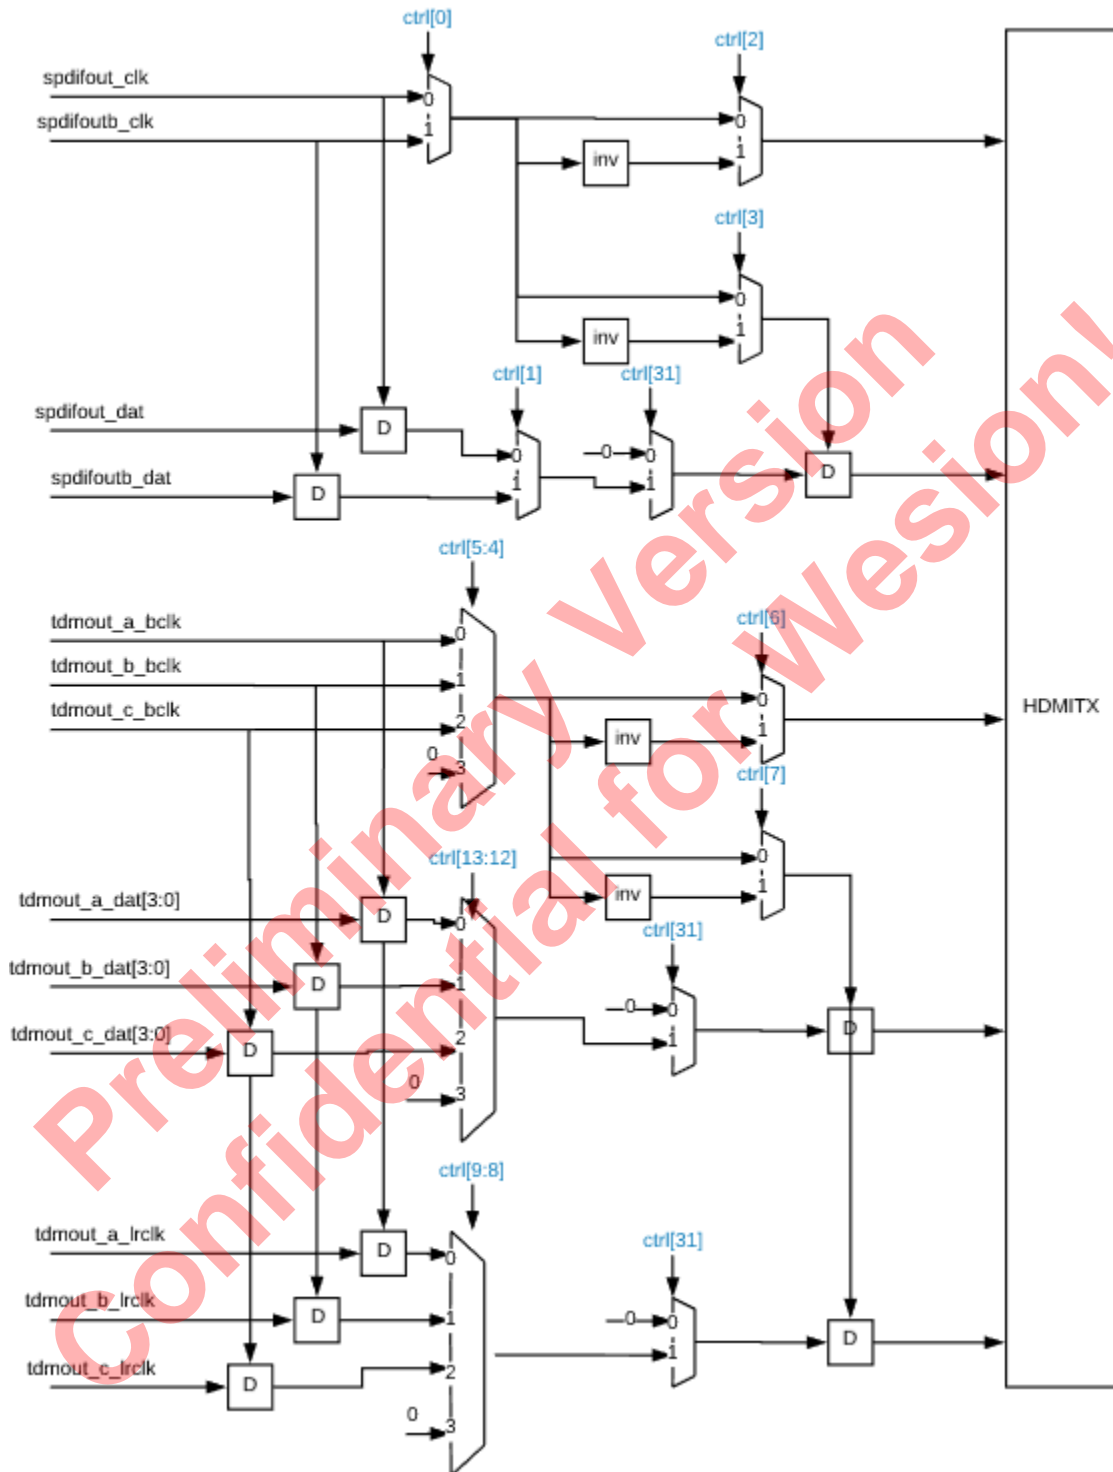 ctrl[0]
ctrl[2]
spdifout_clk
0
0
spdifoutb_clk
1
1
inv
ctrl[3]
0
inv
1
ctrl[1]
ctrl[31]
spdifout_dat
D
0
0
0
spdifoutb_dat
D
1
1
D
ctrl[5:4]
tdmout_a_bclk
0
ctrl[6]
tdmout_b_bclk
1
0
tdmout_c_bclk
2
inv
1
HDMITX
0
3
ctrl[7]
ctrl[13:12]
0
tdmout_a_dat[3:0]
D
0
inv
1
ctrl[31]
tdmout_b_dat[3:0]
D
1
0
0
tdmout_c_dat[3:0]
D
2
1
D
0
3
ctrl[9:8]
tdmout_a_lrclk
D
0
ctrl[31]
tdmout_b_lrclk
D
1
0
0
tdmout_c_lrclk
D
2
1
D
0
3
Preliminary Version
Confidential for Wesion!